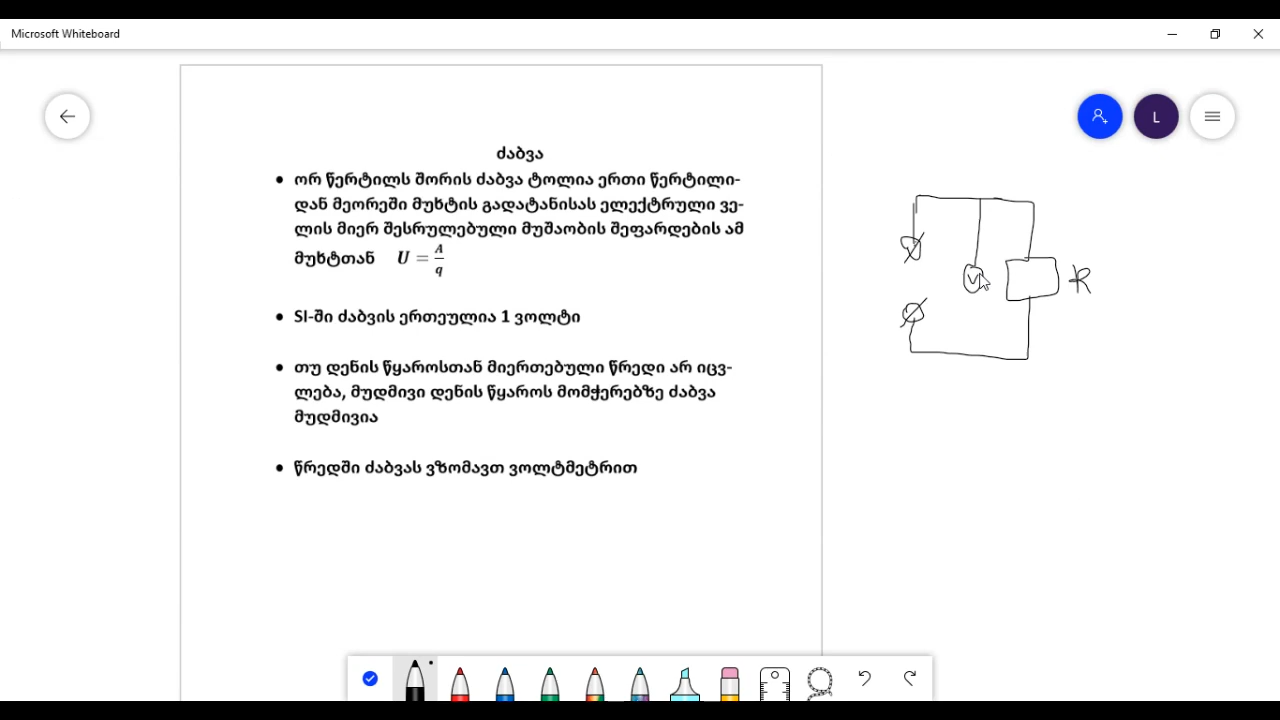 Microsoft Whiteboard
L
ძაბვა
• ორ წერტილს შორის ძაბვა ტოლია ერთი წერტილი-
დან მეორეში მუხტის გადატანისას ელექტრული ვე-
ლის მიერ შესრულებული მუშაობის შეფარდების ამ
მუხტთან U = A/q
• SI-ში ძაბვის ერთეულია 1 ვოლტი
• თუ დენის წყაროსთან მიერთებული წრედი არ იცვ-
ლება, მუდმივი დენის წყაროს მომჭერებზე ძაბვა
მუდმივია
• წრედში ძაბვას ვზომავთ ვოლტმეტრით
V
R